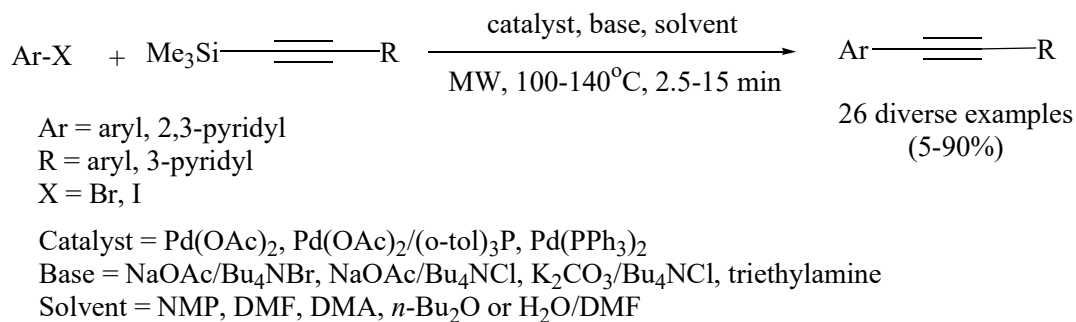 catalyst, base, solvent
Ar-X + Me₃Si R Ar R
MW, 100-140°C, 2.5-15 min
26 diverse examples
(5-90%)
Ar = aryl, 2,3-pyridyl
R = aryl, 3-pyridyl
X = Br, I
Catalyst = Pd(OAc)₂, Pd(OAc)₂/(o-tol)₃P, Pd(PPh₃)₂
Base = NaOAc/Bu₄NBr, NaOAc/Bu₄NCl, K₂CO₃/Bu₄NCl, triethylamine
Solvent = NMP, DMF, DMA, n-Bu₂O or H₂O/DMF